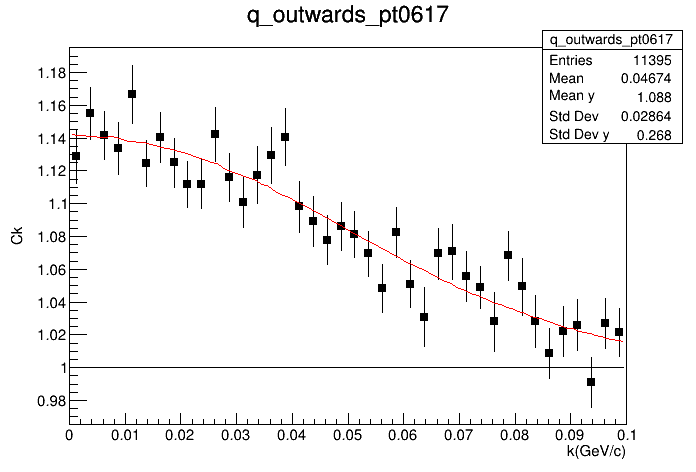 q_outwards_pt0617
q_outwards_pt0617
Entries 11395
Mean 0.04674
Mean y 1.088
Std Dev 0.02864
Std Dev y 0.268
Ck
1.18
1.16
1.14
1.12
1.1
1.08
1.06
1.04
1.02
1
0.98
0 0.01 0.02 0.03 0.04 0.05 0.06 0.07 0.08 0.09 0.1
k(GeV/c)